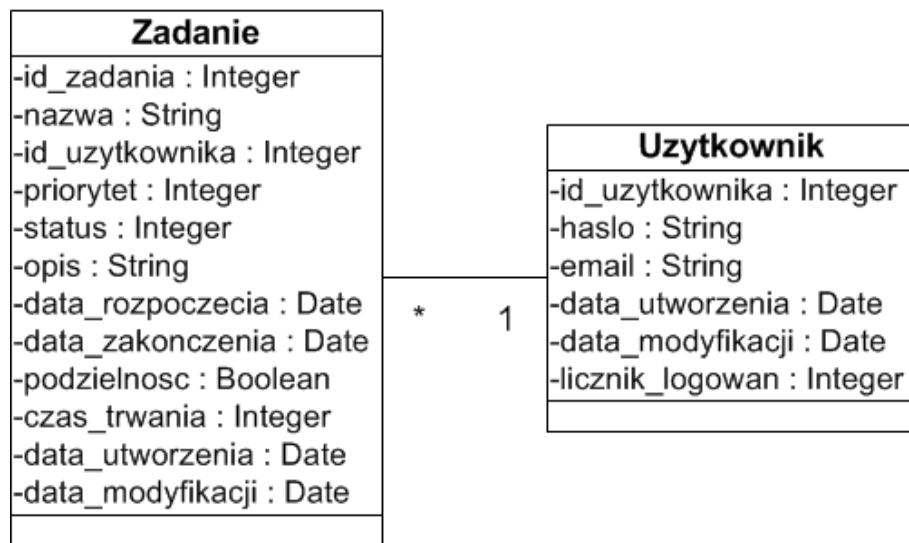 Zadanie
-id_zadania : Integer
-nazwa : String
-id_uzytkownika : Integer
-priorytet : Integer
-status : Integer
-opis : String
-data_rozpoczecia : Date
-data_zakonczenia : Date
-podzielnosc : Boolean
-czas_trwania : Integer
-data_utworzenia : Date
-data_modyfikacji : Date
* 1
Uzytkownik
-id_uzytkownika : Integer
-haslo : String
-email : String
-data_utworzenia : Date
-data_modyfikacji : Date
-licznik_logowan : Integer